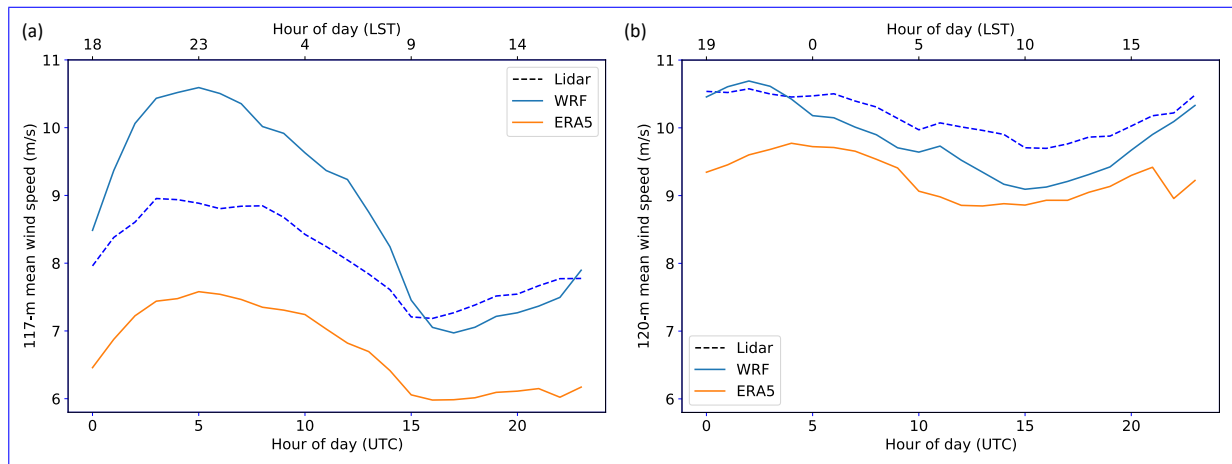 (a)
Hour of day (LST)
18 23 4 9 14
117-m mean wind speed (m/s)
11
10
9
8
7
6
Lidar
WRF
ERA5
0 5 10 15 20
Hour of day (UTC)
(b)
Hour of day (LST)
19 0 5 10 15
120-m mean wind speed (m/s)
11
10
9
8
7
6
Lidar
WRF
ERA5
0 5 10 15 20
Hour of day (UTC)